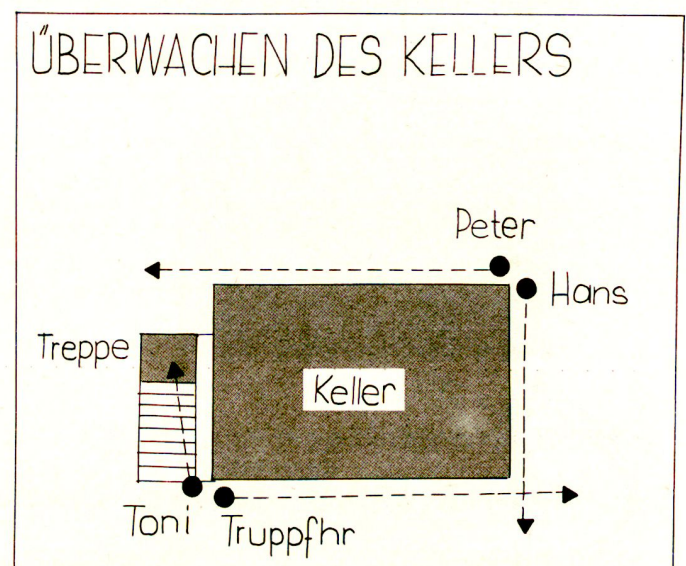 ÜBERWACHEN DES KELLERS
Peter
Hans
Treppe
Keller
Toni
Truppfhr